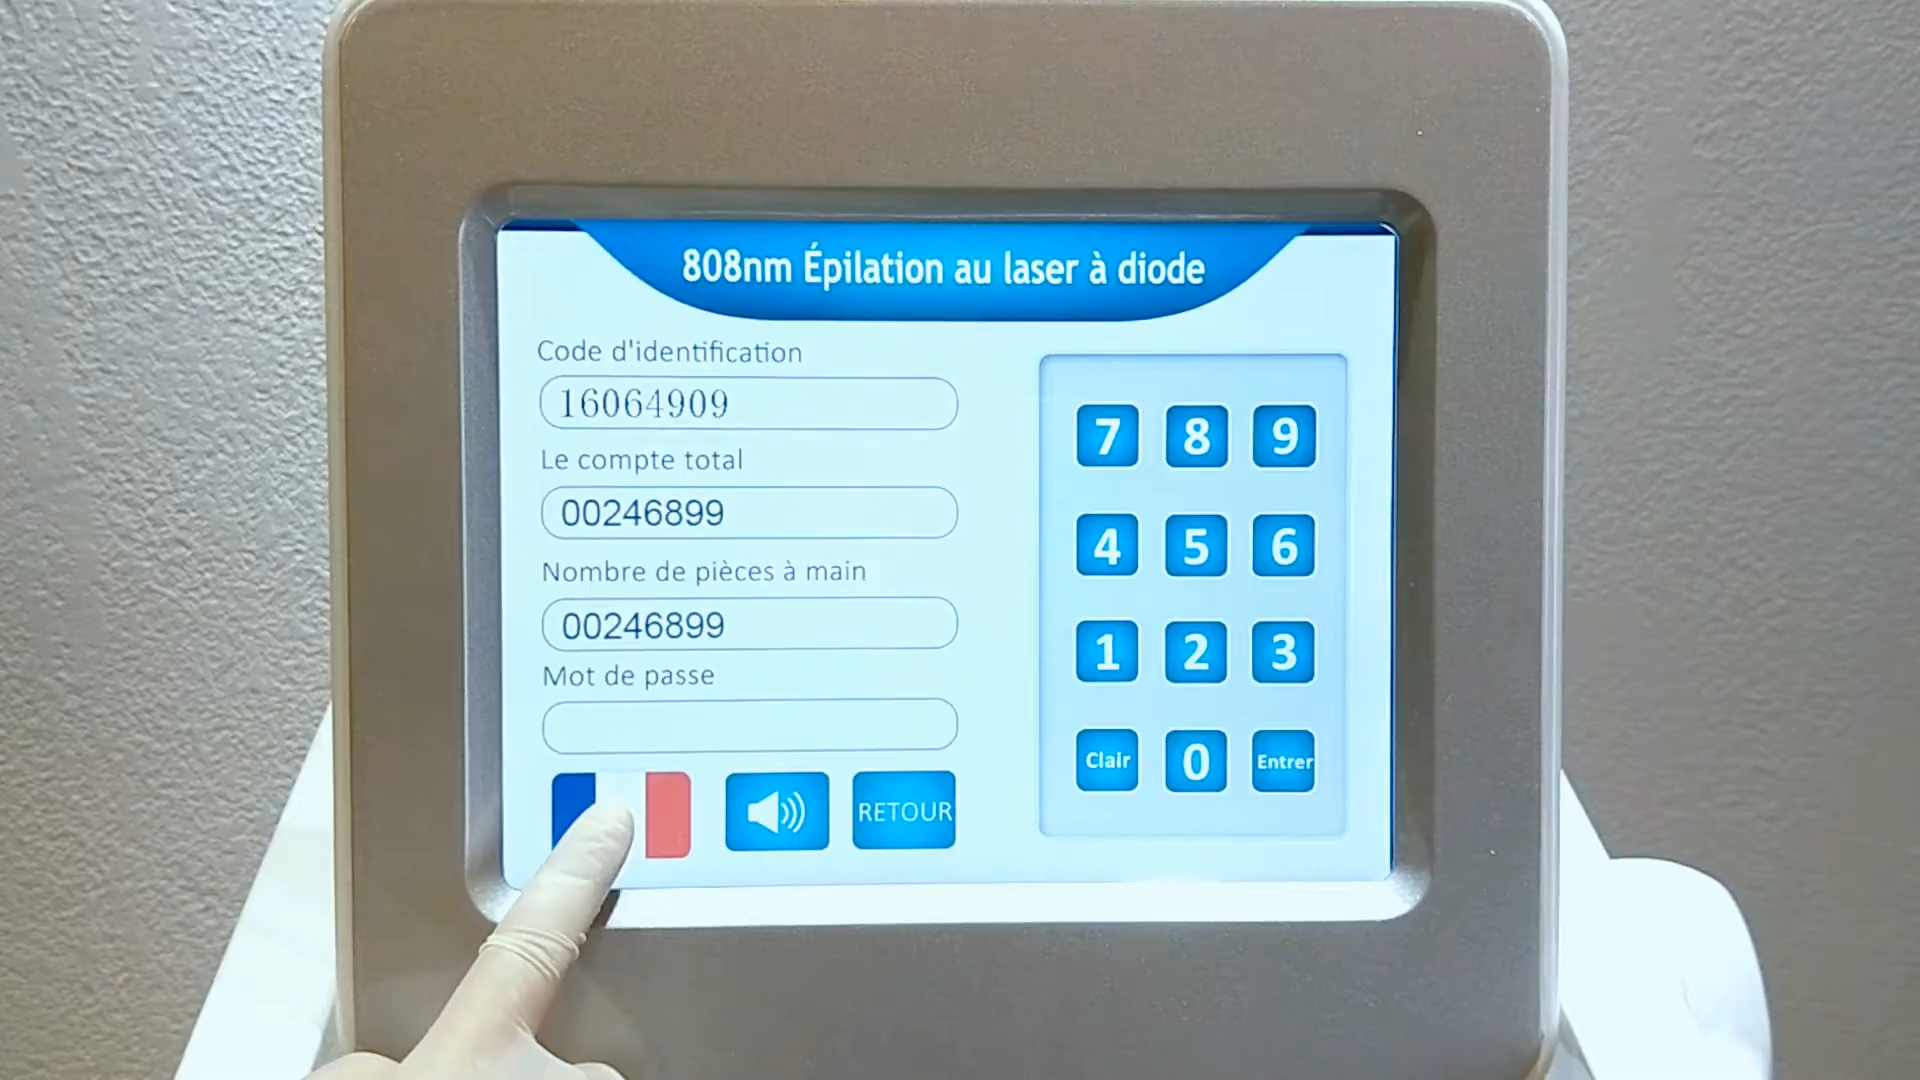 808nm Épilation au laser à diode
Code d'identification
16064909
Le compte total
00246899
Nombre de pièces à main
00246899
Mot de passe
RETOUR
7 8 9
4 5 6
1 2 3
Clair 0 Entrer